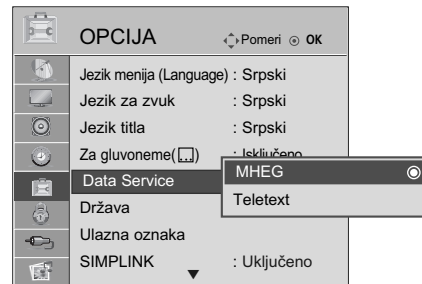 OPCIJA Pomeri OK
Jezik menija (Language) : Srpski
Jezik za zvuk : Srpski
Jezik titla : Srpski
Za gluvoneme( ) : Isključeno
Data Service
MHEG
Teletext
Država
Ulazna oznaka
SIMPLINK : Uključeno